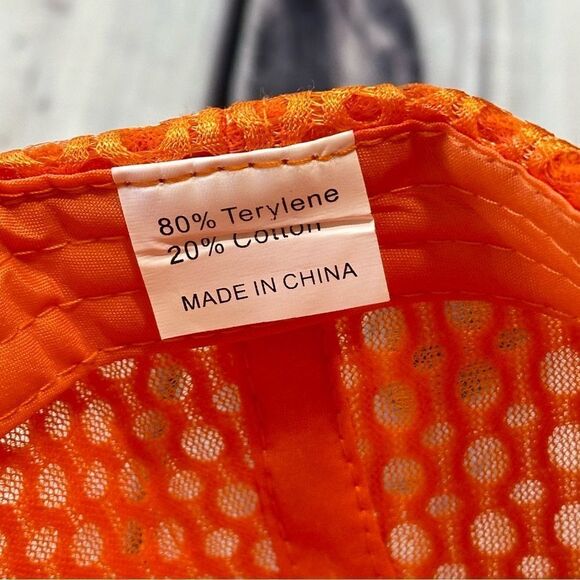 80% Terylene
20% Cotton
MADE IN CHINA